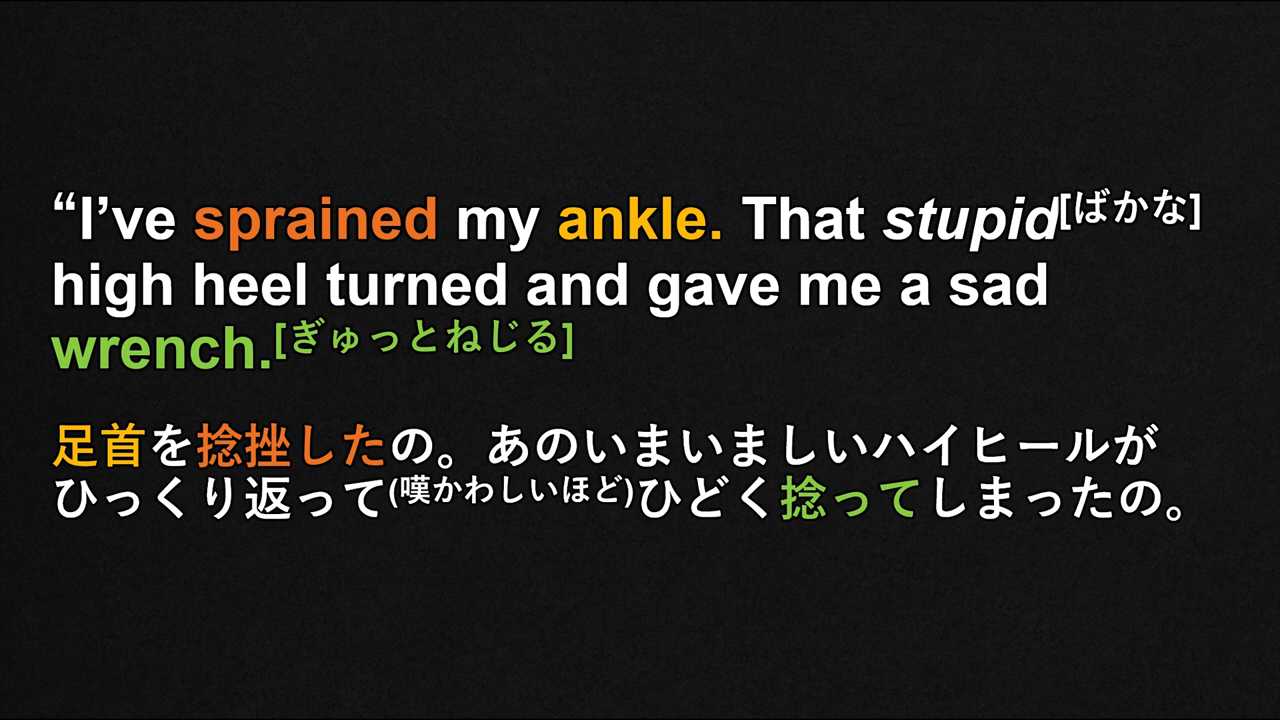 “I’ve sprained my ankle. That stupid[ばかな]
high heel turned and gave me a sad
wrench.[ぎゅっとねじる]
足首を捻挫したの。あのいまいましいハイヒールが
ひっくり返って(嘆かわしいほど)ひどく捻ってしまったの。